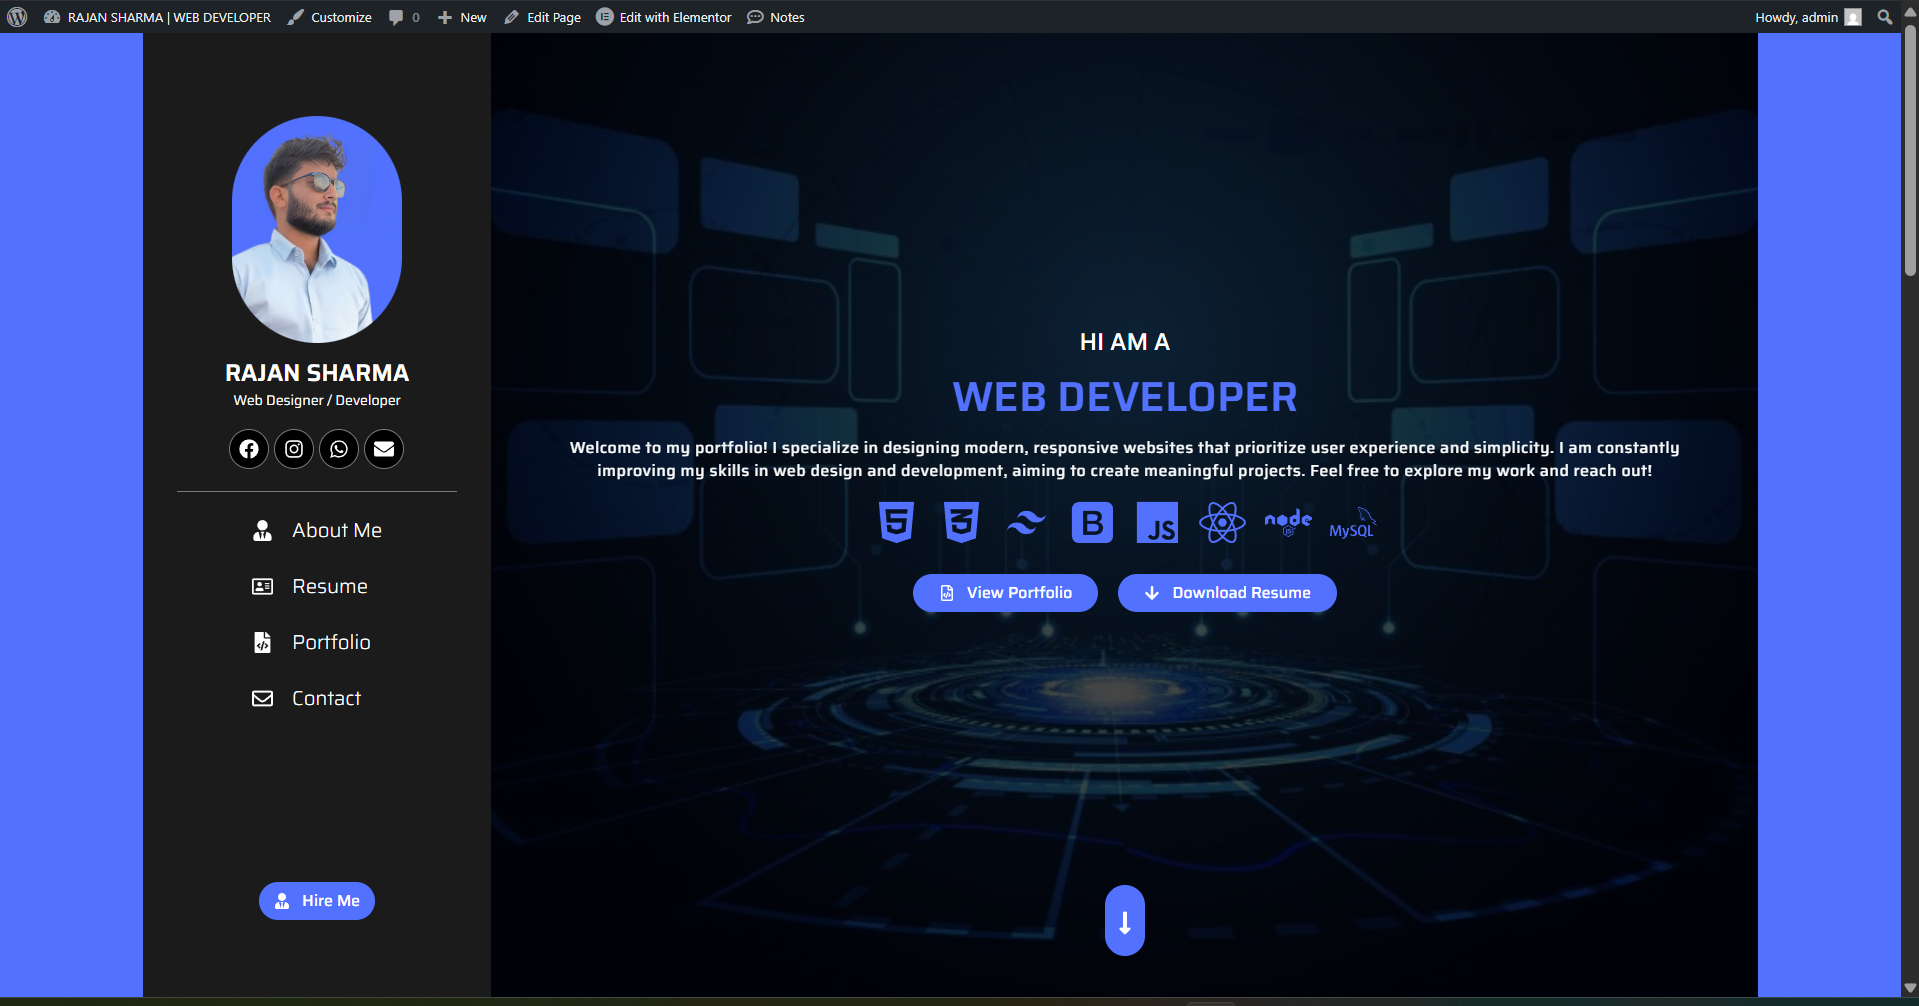 RAJAN SHARMA | WEB DEVELOPER Customize 0 New Edit Page Edit with Elementor Notes Howdy, admin
RAJAN SHARMA
Web Designer / Developer
About Me
Resume
Portfolio
Contact
Hire Me
HI AM A
WEB DEVELOPER
Welcome to my portfolio! I specialize in designing modern, responsive websites that prioritize user experience and simplicity. I am constantly
improving my skills in web design and development, aiming to create meaningful projects. Feel free to explore my work and reach out!
5 3 B JS node JS MySQL
View Portfolio Download Resume